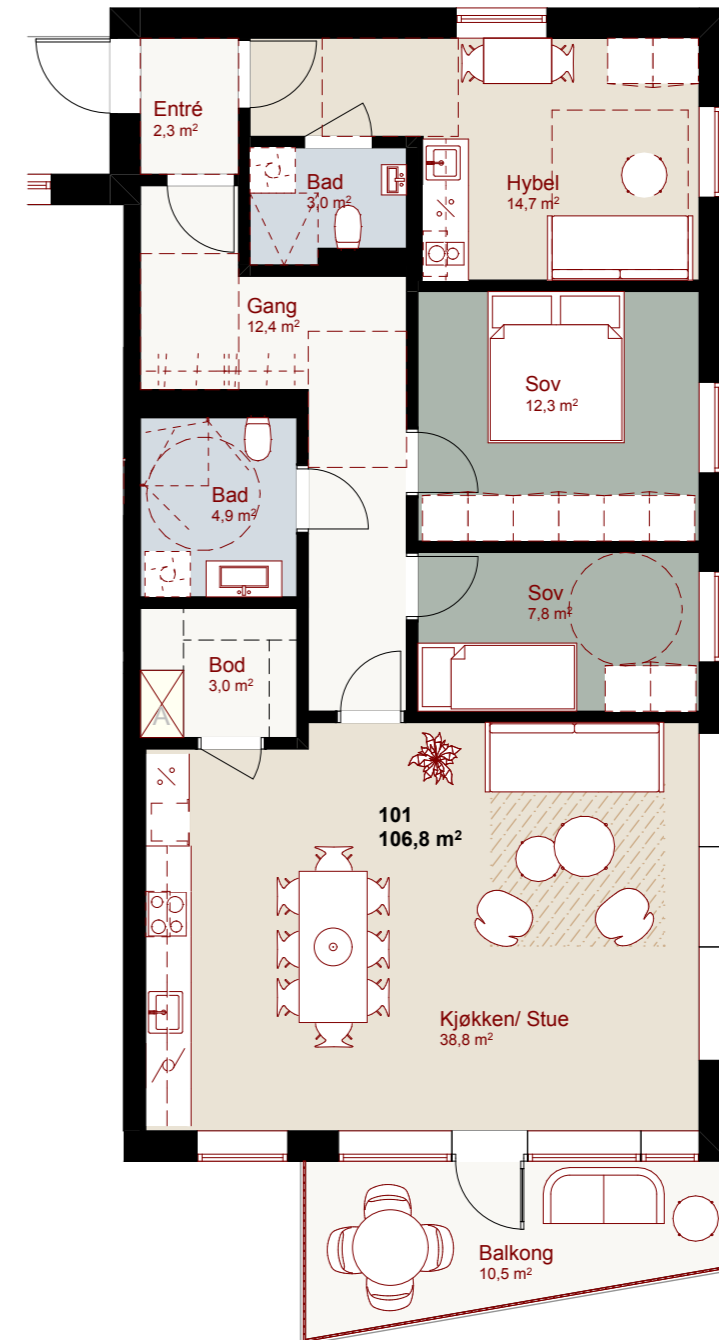 Entré
2,3 m²
Bad
3,0 m²
Hybel
14,7 m²
%
Gang
12,4 m²
Sov
12,3 m²
Bad
4,9 m²
Sov
7,8 m²
Bod
3,0 m²
A
%
101
106,8 m²
Kjøkken/ Stue
38,8 m²
Balkong
10,5 m²